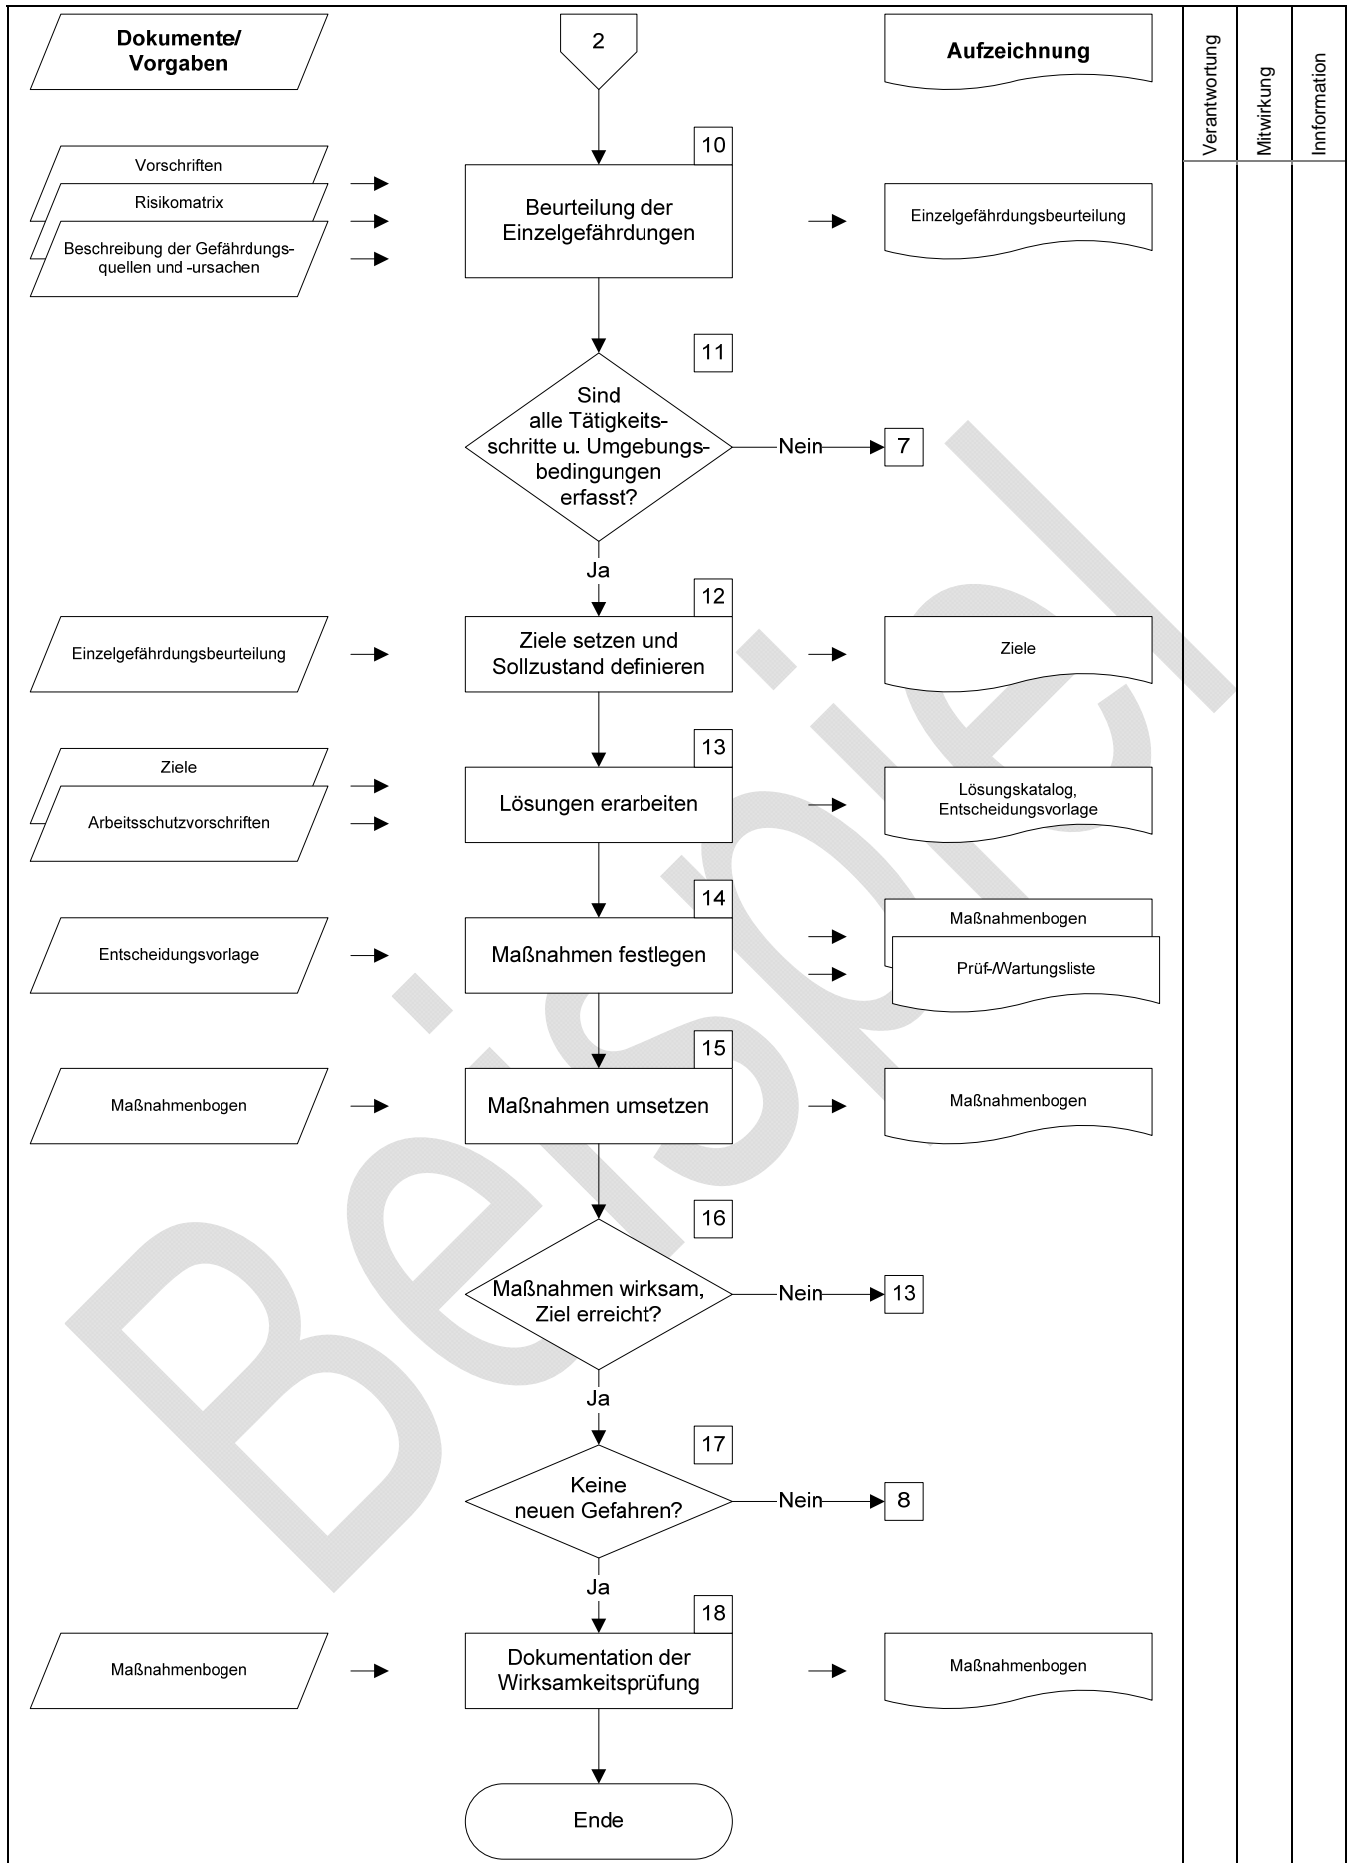 Dokumente/
Vorgaben
2
Aufzeichnung
Verantwortung
Mitwirkung
Innformation
Vorschriften
Risikomatrix
Beschreibung der Gefährdungs-
quellen und -ursachen
10
Beurteilung der
Einzelgefährdungen
Einzelgefährdungsbeurteilung
11
Sind
alle Tätigkeits-
schritte u. Umgebungs-
bedingungen
erfasst?
Nein
7
Ja
12
Einzelgefährdungsbeurteilung
Ziele setzen und
Sollzustand definieren
Ziele
13
Ziele
Arbeitsschutzvorschriften
Lösungen erarbeiten
Lösungskatalog,
Entscheidungsvorlage
14
Entscheidungsvorlage
Maßnahmen festlegen
Maßnahmenbogen
Prüf-/Wartungsliste
15
Maßnahmenbogen
Maßnahmen umsetzen
Maßnahmenbogen
16
Maßnahmen wirksam,
Ziel erreicht?
Nein
13
Ja
17
Keine
neuen Gefahren?
Nein
8
Ja
18
Maßnahmenbogen
Dokumentation der
Wirksamkeitsprüfung
Maßnahmenbogen
Ende
Beispiel